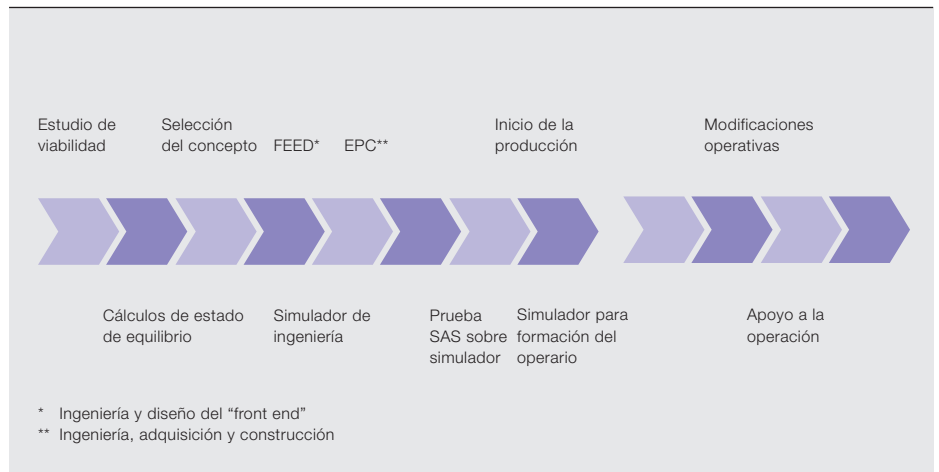 Estudio de
viabilidad
Selección
del concepto
FEED*
EPC**
Inicio de la
producción
Modificaciones
operativas
Cálculos de estado
de equilibrio
Simulador de
ingeniería
Prueba
SAS sobre
simulador
Simulador para
formación del
operario
Apoyo a la
operación
* Ingeniería y diseño del “front end”
** Ingeniería, adquisición y construcción